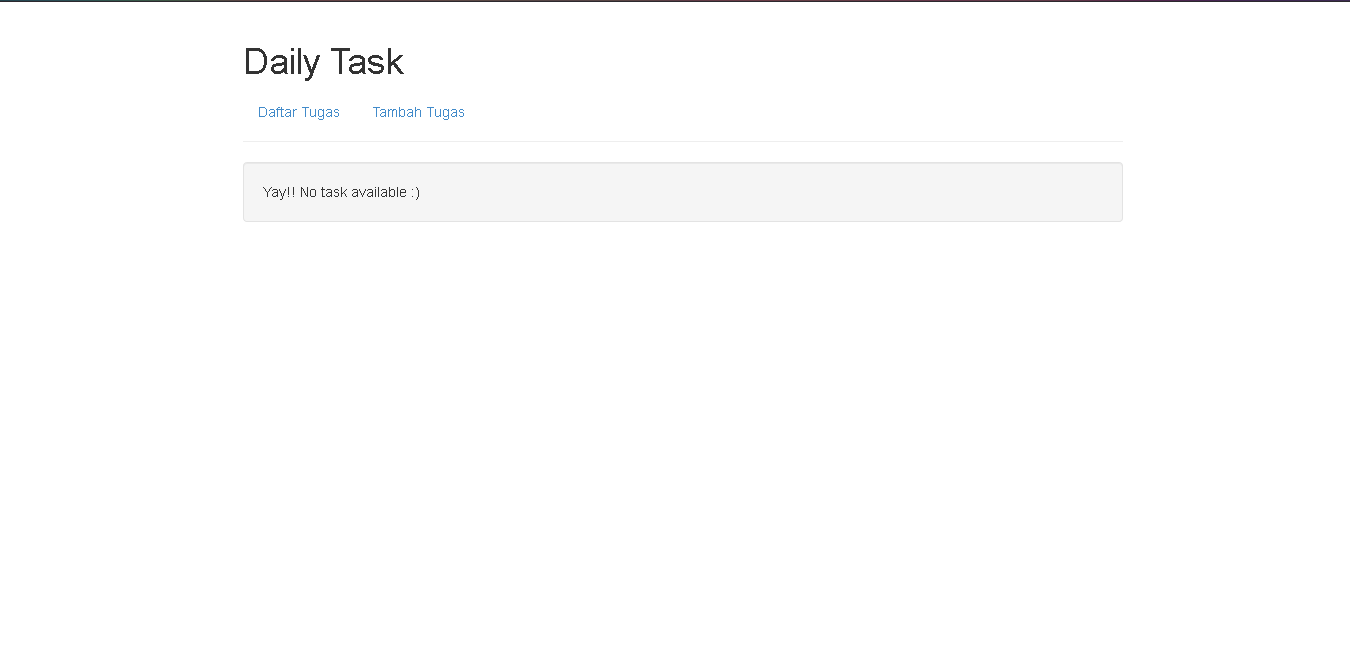 Daily Task
Daftar Tugas Tambah Tugas
Yay!! No task available :)